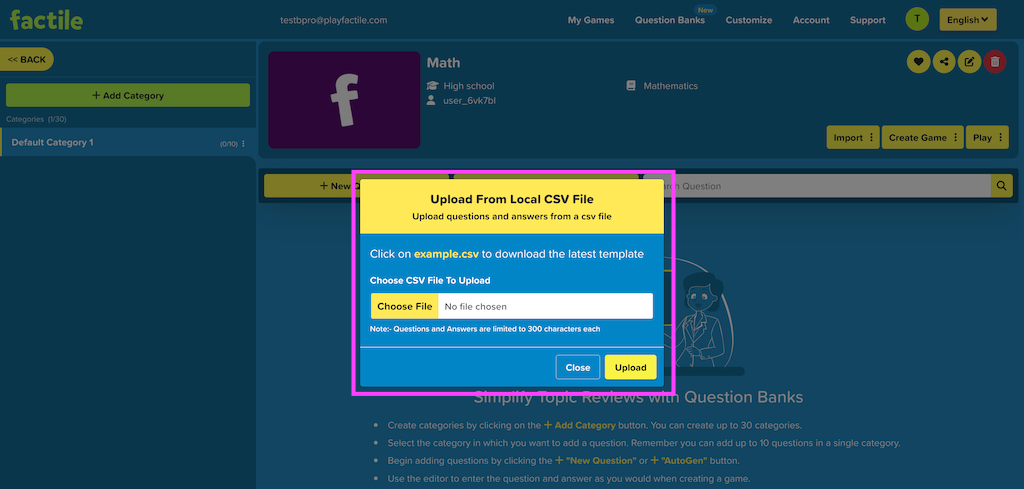 factile
testbpro@playfactile.com
My Games
Question Banks
New
Customize
Account
Support
T
English
<< BACK
+ Add Category
Categories (1/30)
Default Category 1
(0/10)
f
Math
High school
user_6vk7bl
Mathematics
Import
Create Game
Play
+ New
Question
Upload From Local CSV File
Upload questions and answers from a csv file
Click on example.csv to download the latest template
Choose CSV File To Upload
Choose File
No file chosen
Note:- Questions and Answers are limited to 300 characters each
Close
Upload
Simplify Topic Reviews with Question Banks
Create categories by clicking on the + Add Category button. You can create up to 30 categories.
Select the category in which you want to add a question. Remember you can add up to 10 questions in a single category.
Begin adding questions by clicking the + "New Question" or + "AutoGen" button.
Use the editor to enter the question and answer as you would when creating a game.